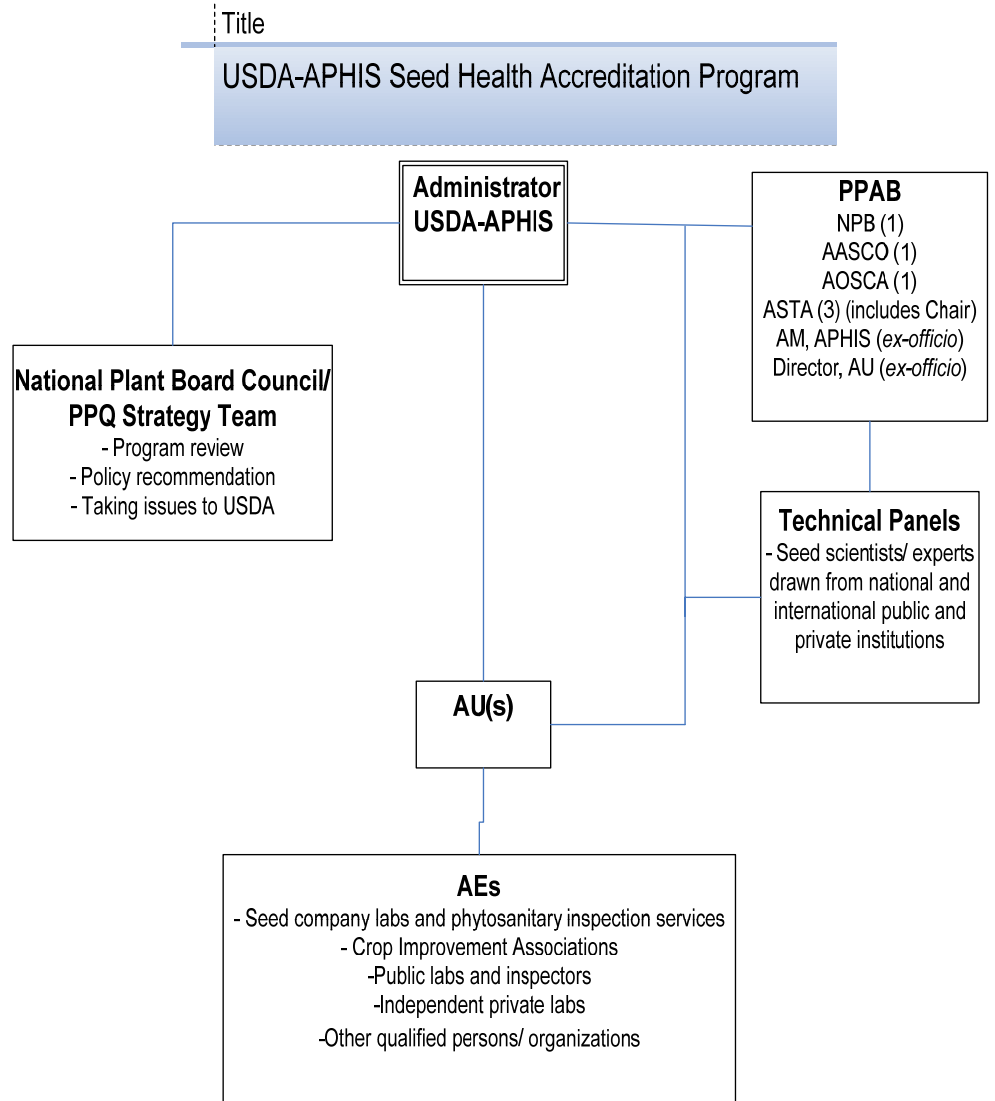 Title
USDA-APHIS Seed Health Accreditation Program
Administrator
USDA-APHIS
PPAB
NPB (1)
AASCO (1)
AOSCA (1)
ASTA (3) (includes Chair)
AM, APHIS (ex-officio)
Director, AU (ex-officio)
National Plant Board Council/
PPQ Strategy Team
- Program review
- Policy recommendation
- Taking issues to USDA
Technical Panels
- Seed scientists/ experts
drawn from national and
international public and
private institutions
AU(s)
AEs
- Seed company labs and phytosanitary inspection services
- Crop Improvement Associations
-Public labs and inspectors
-Independent private labs
-Other qualified persons/ organizations